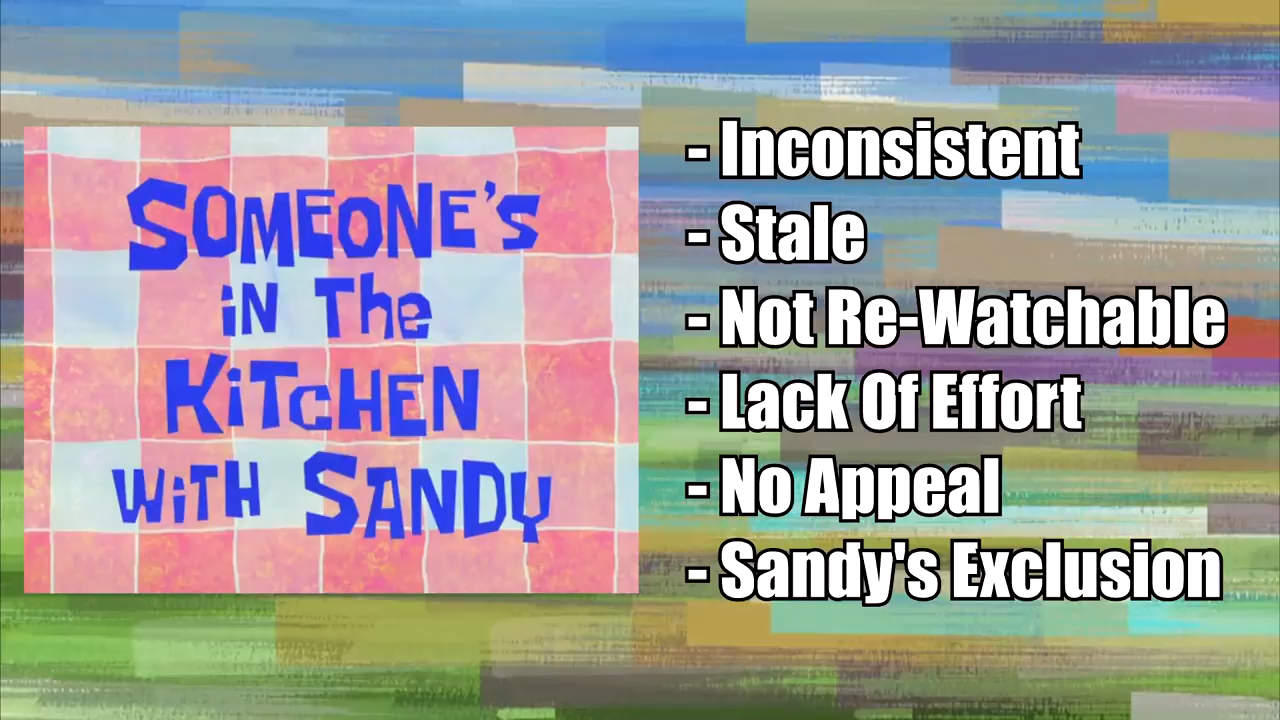 SOMEONE'S
iN The
KiTCHEN
WiTH SANDY
- Inconsistent
- Stale
- Not Re-Watchable
- Lack Of Effort
- No Appeal
- Sandy's Exclusion